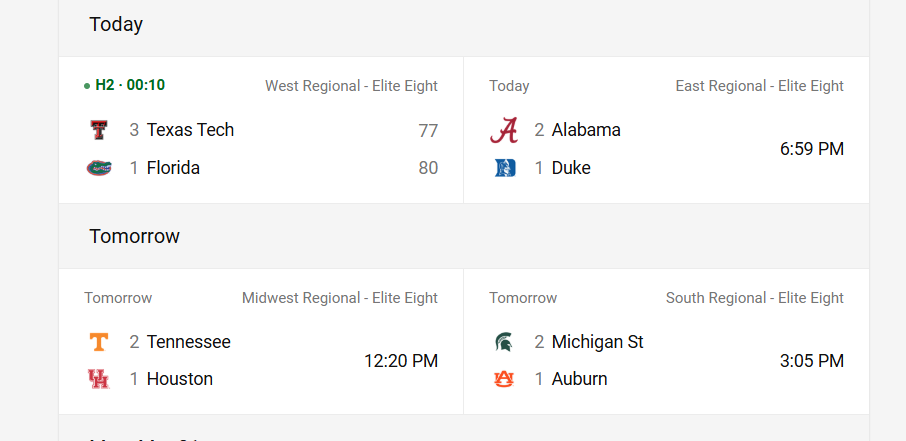 Today
H2 · 00:10
West Regional - Elite Eight
3 Texas Tech 77
1 Florida 80
Today
East Regional - Elite Eight
2 Alabama
1 Duke
6:59 PM
Tomorrow
Tomorrow
Midwest Regional - Elite Eight
2 Tennessee
1 Houston
12:20 PM
Tomorrow
South Regional - Elite Eight
2 Michigan St
1 Auburn
3:05 PM